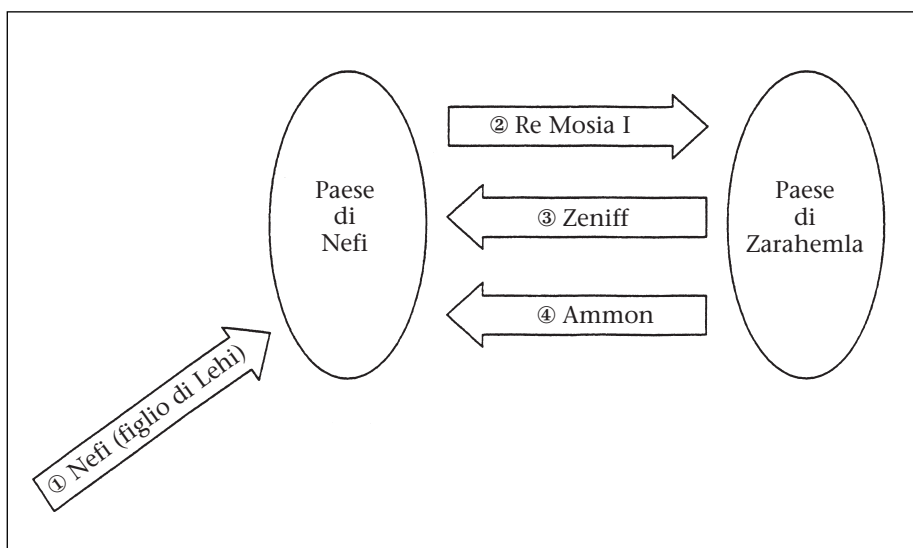 Paese
di
Nefi
② Re Mosia I
③ Zeniff
④ Ammon
Paese
di
Zarahemla
① Nefi (figlio di Lehi)